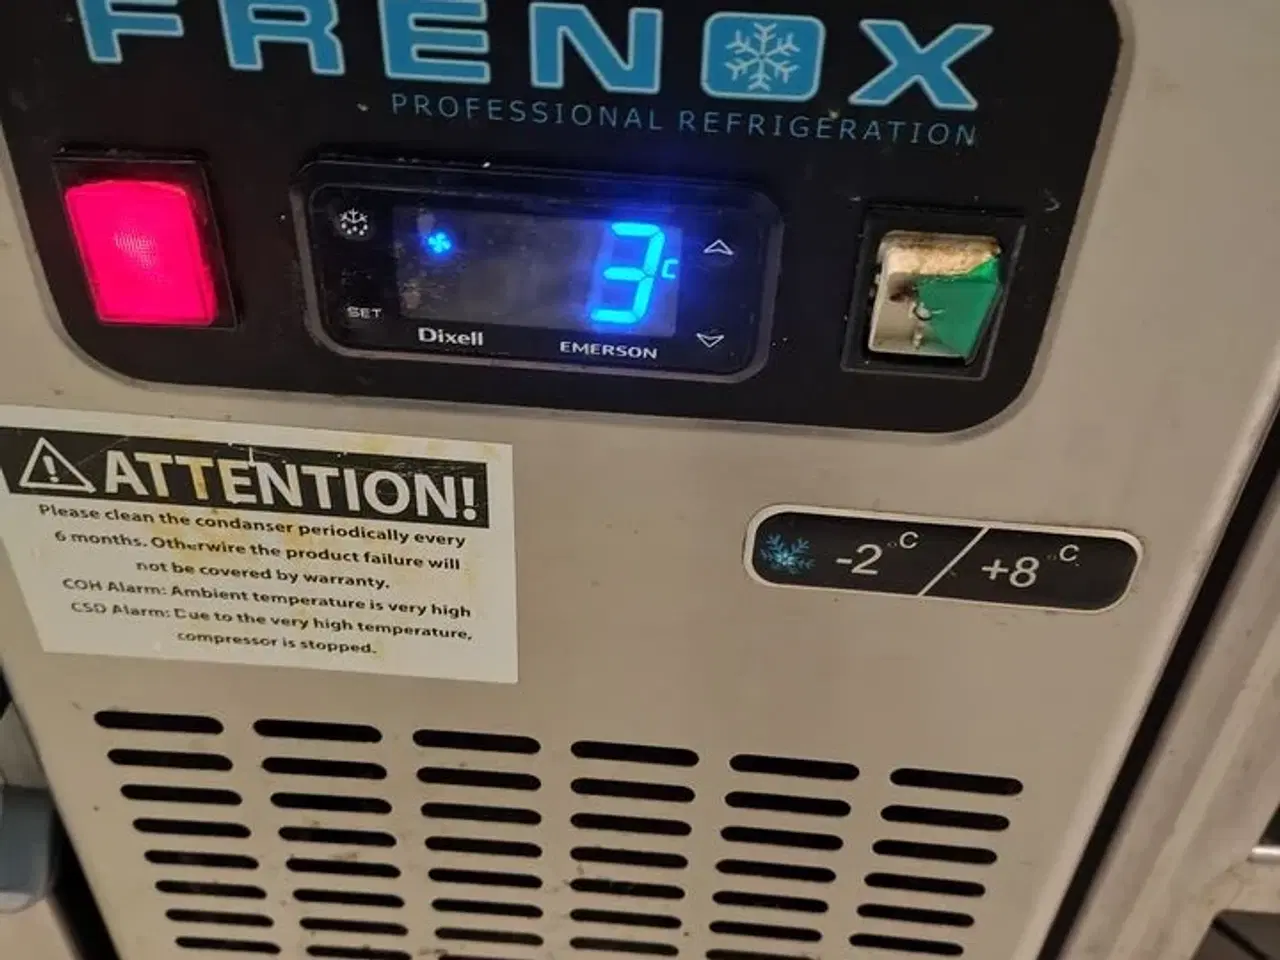 FRENOX
PROFESSIONAL REFRIGERATION
3 c
SET
Dixell
EMERSON
ATTENTION!
Please clean the condanser periodically every
6 months. Otherwire the product failure will
not be covered by warranty.
COH Alarm: Ambient temperature is very high
CSD Alarm: Due to the very high temperature,
compressor is stopped.
-2 °C / +8 °C